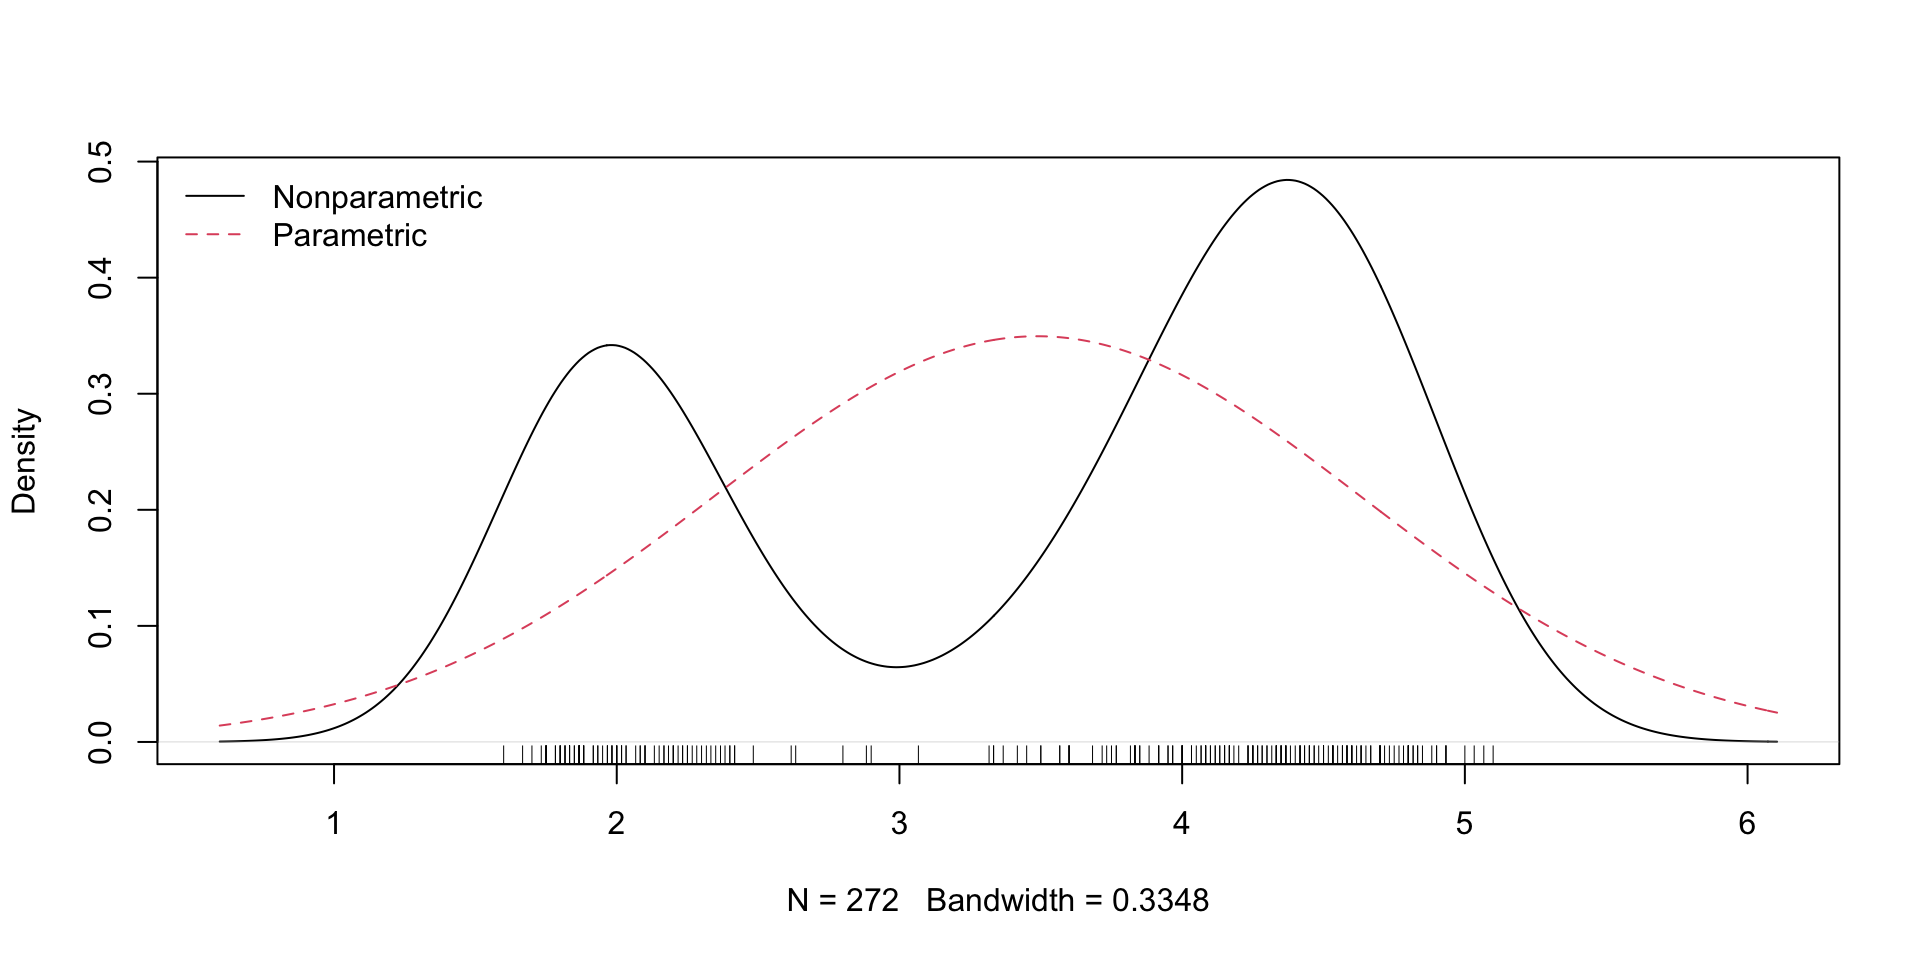 Nonparametric
Parametric
Density
0.5
0.4
0.3
0.2
0.1
0.0
1 2 3 4 5 6
N = 272 Bandwidth = 0.3348